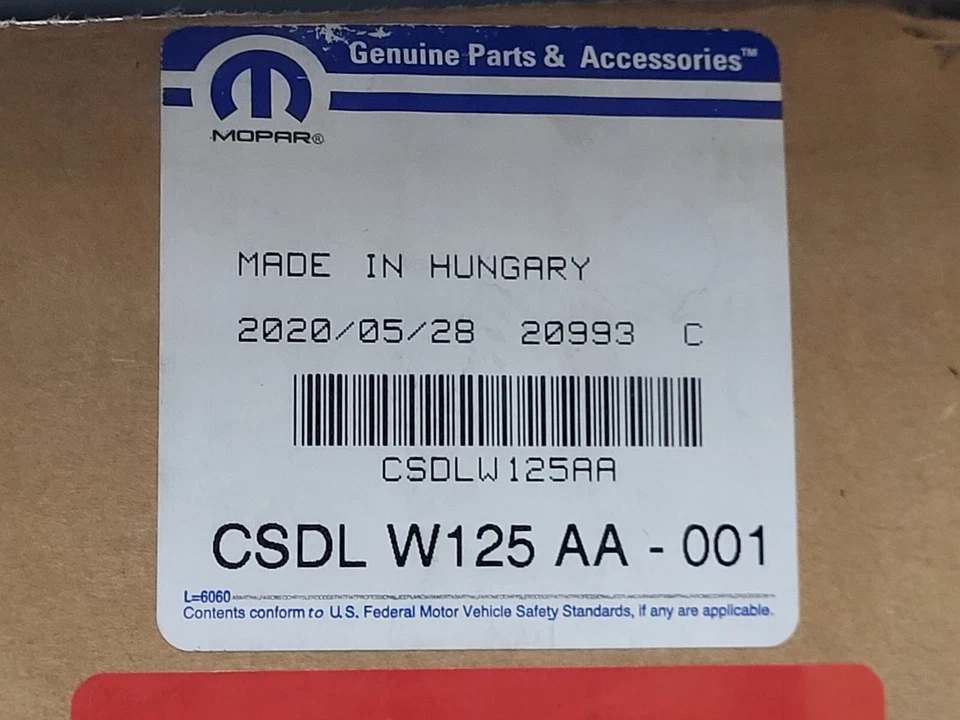 Genuine Parts & Accessories™
MOPAR®
MADE IN HUNGARY
2020/05/28 20993 C
CSDLW125AA
CSDL W125 AA - 001
L=6060
Contents conform to U.S. Federal Motor Vehicle Safety Standards, if any are applicable.